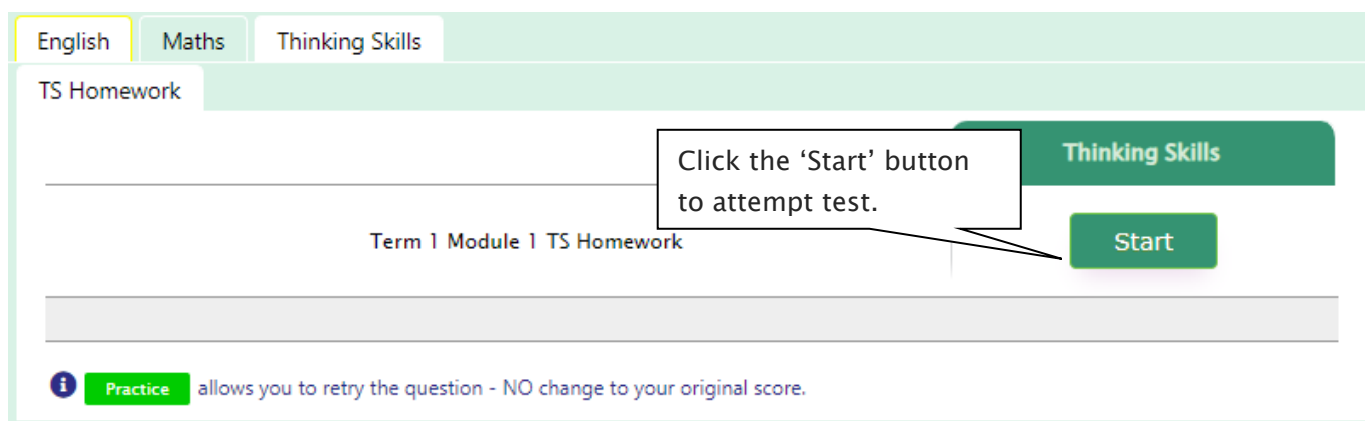 English Maths Thinking Skills
TS Homework
Thinking Skills
Click the ‘Start’ button
to attempt test.
Term 1 Module 1 TS Homework
Start
Practice allows you to retry the question - NO change to your original score.